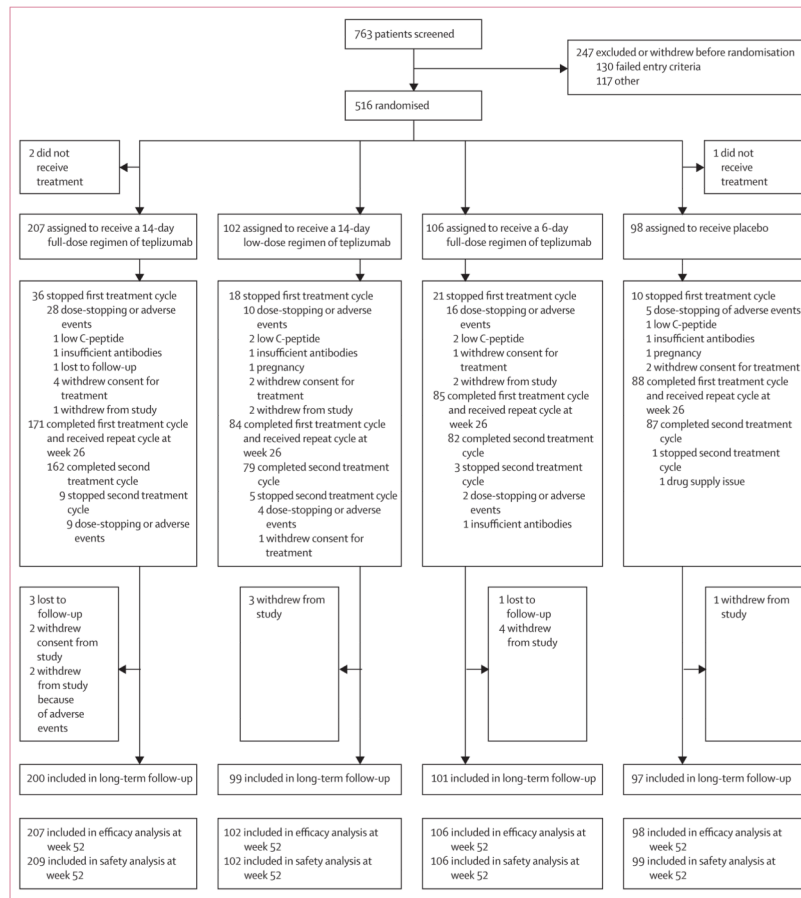 763 patients screened
247 excluded or withdrew before randomisation
130 failed entry criteria
117 other
516 randomised
2 did not
receive
treatment
1 did not
receive
treatment
207 assigned to receive a 14-day
full-dose regimen of teplizumab
102 assigned to receive a 14-day
low-dose regimen of teplizumab
106 assigned to receive a 6-day
full-dose regimen of teplizumab
98 assigned to receive placebo
36 stopped first treatment cycle
28 dose-stopping or adverse
events
1 low C-peptide
1 insufficient antibodies
1 lost to follow-up
4 withdrew consent for
treatment
1 withdrew from study
171 completed first treatment cycle
and received repeat cycle at
week 26
162 completed second
treatment cycle
9 stopped second treatment
cycle
9 dose-stopping or adverse
events
18 stopped first treatment cycle
10 dose-stopping or adverse
events
2 low C-peptide
1 insufficient antibodies
1 pregnancy
2 withdrew consent for
treatment
2 withdrew from study
84 completed first treatment cycle
and received repeat cycle at
week 26
79 completed second treatment
cycle
5 stopped second treatment cycle
4 dose-stopping or adverse
events
1 withdrew consent for
treatment
21 stopped first treatment cycle
16 dose-stopping or adverse
events
2 low C-peptide
1 withdrew consent for
treatment
2 withdrew from study
85 completed first treatment cycle
and received repeat cycle at
week 26
82 completed second treatment
cycle
3 stopped second treatment
cycle
2 dose-stopping or adverse
events
1 insufficient antibodies
10 stopped first treatment cycle
5 dose-stopping of adverse events
1 low C-peptide
1 insufficient antibodies
1 pregnancy
2 withdrew consent for treatment
88 completed first treatment cycle
and received repeat cycle at
week 26
87 completed second treatment
cycle
1 stopped second treatment
cycle
1 drug supply issue
3 lost to
follow-up
2 withdrew
consent from
study
2 withdrew
from study
because
of adverse
events
3 withdrew from
study
1 lost to
follow-up
4 withdrew
from study
1 withdrew from
study
200 included in long-term follow-up
99 included in long-term follow-up
101 included in long-term follow-up
97 included in long-term follow-up
207 included in efficacy analysis at
week 52
209 included in safety analysis at
week 52
102 included in efficacy analysis at
week 52
102 included in safety analysis at
week 52
106 included in efficacy analysis at
week 52
106 included in safety analysis at
week 52
98 included in efficacy analysis at
week 52
99 included in safety analysis at
week 52